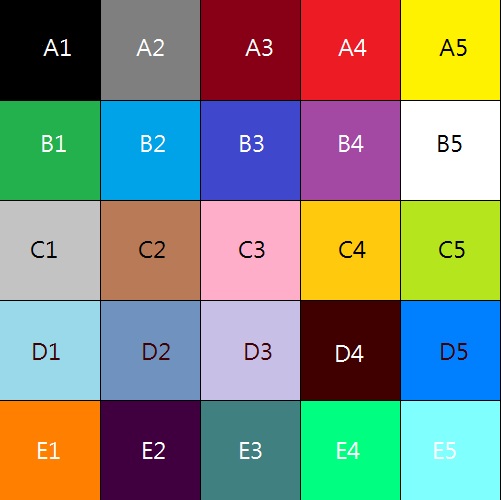 A1 A2 A3 A4 A5
B1 B2 B3 B4 B5
C1 C2 C3 C4 C5
D1 D2 D3 D4 D5
E1 E2 E3 E4 E5